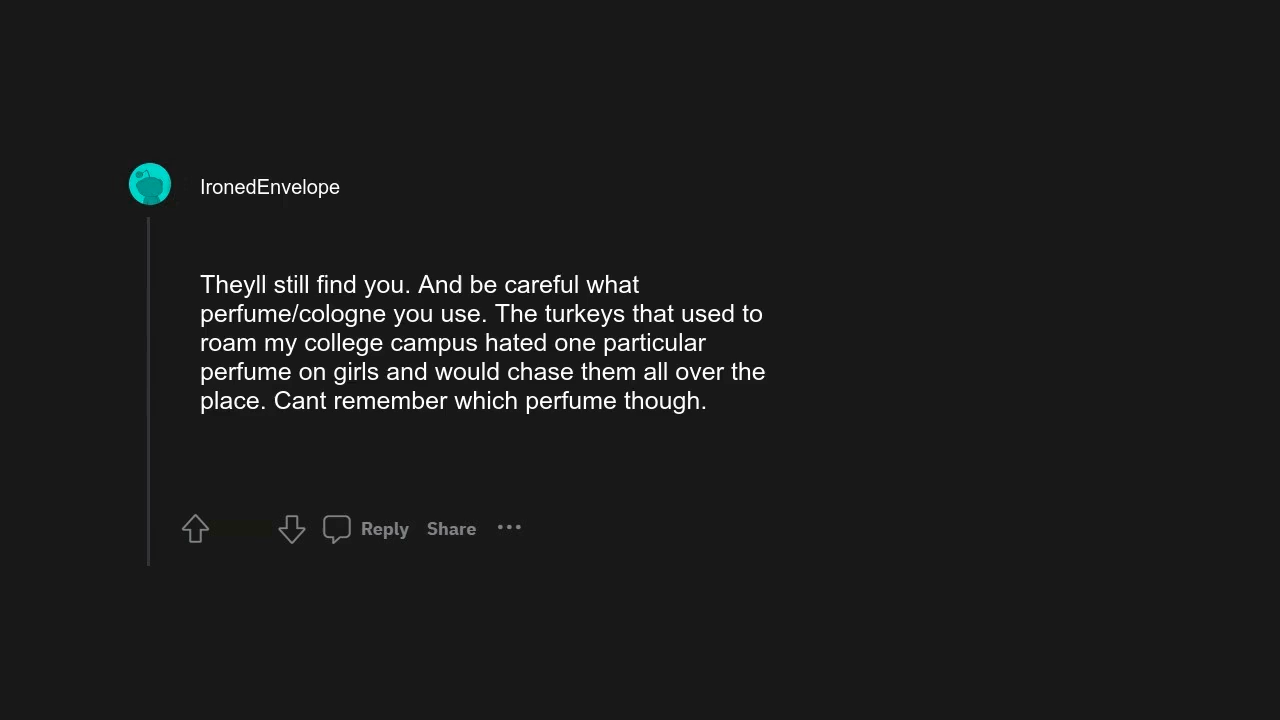 IronedEnvelope
Theyll still find you. And be careful what
perfume/cologne you use. The turkeys that used to
roam my college campus hated one particular
perfume on girls and would chase them all over the
place. Cant remember which perfume though.
Reply Share